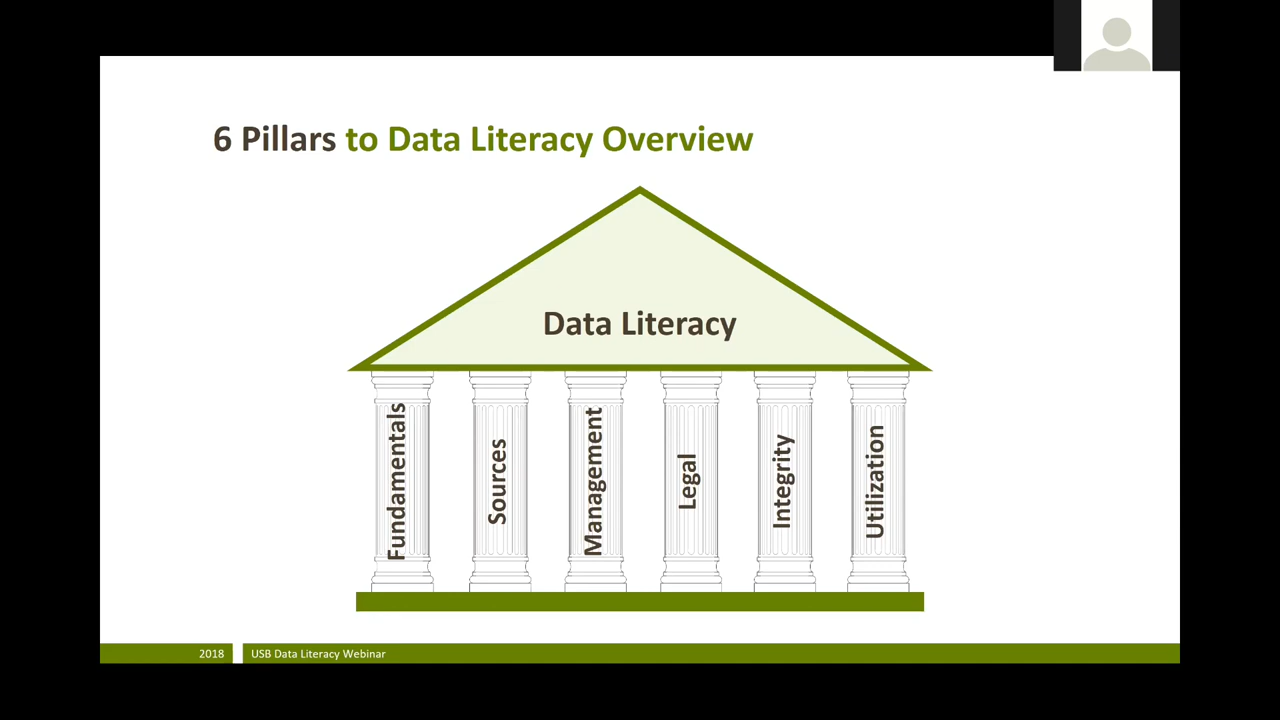 6 Pillars to Data Literacy Overview
Data Literacy
Fundamentals
Sources
Management
Legal
Integrity
Utilization
2018
USB Data Literacy Webinar